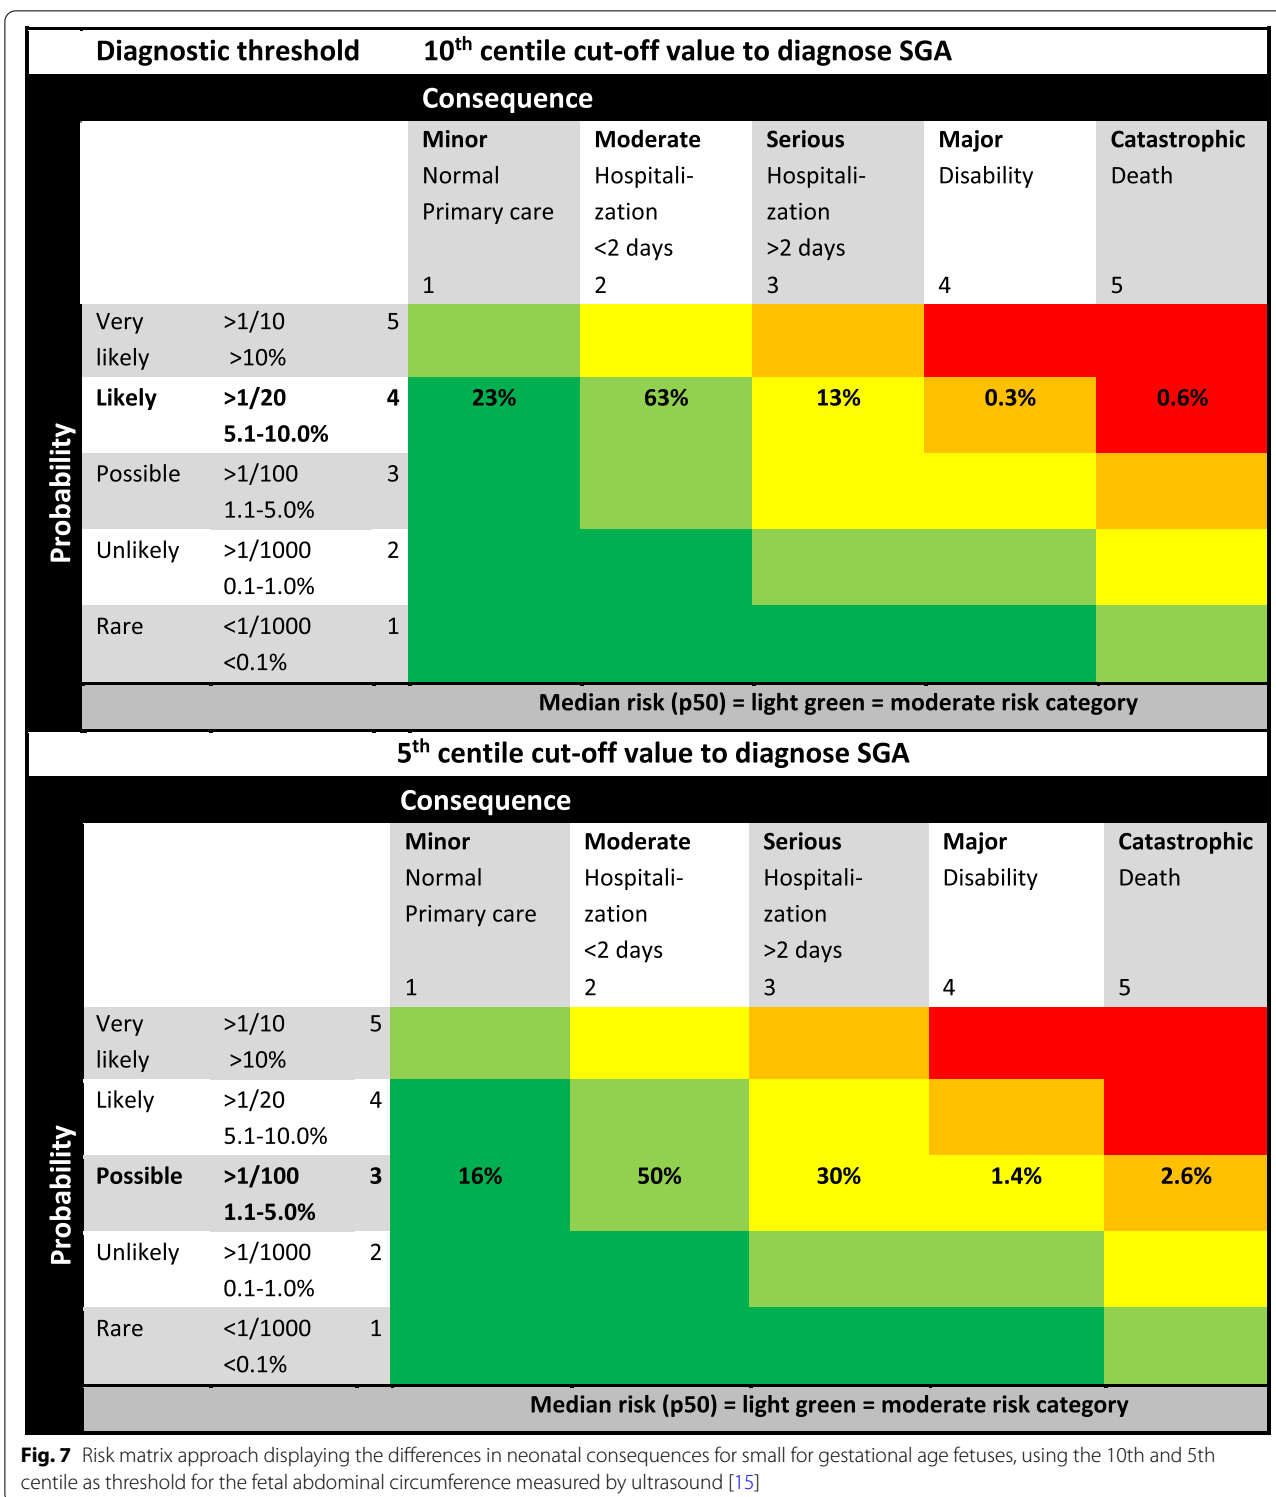 Diagnostic threshold 10th centile cut-off value to diagnose SGA
Consequence
Minor Moderate Serious Major Catastrophic
Normal Hospitali- Hospitali- Disability Death
Primary care zation zation
<2 days >2 days
1 2 3 4 5
Probability
Very >1/10 5
likely >10%
Likely >1/20 4 23% 63% 13% 0.3% 0.6%
5.1-10.0%
Possible >1/100 3
1.1-5.0%
Unlikely >1/1000 2
0.1-1.0%
Rare <1/1000 1
<0.1%
Median risk (p50) = light green = moderate risk category
5th centile cut-off value to diagnose SGA
Consequence
Minor Moderate Serious Major Catastrophic
Normal Hospitali- Hospitali- Disability Death
Primary care zation zation
<2 days >2 days
1 2 3 4 5
Probability
Very >1/10 5
likely >10%
Likely >1/20 4
5.1-10.0%
Possible >1/100 3 16% 50% 30% 1.4% 2.6%
1.1-5.0%
Unlikely >1/1000 2
0.1-1.0%
Rare <1/1000 1
<0.1%
Median risk (p50) = light green = moderate risk category
Fig. 7 Risk matrix approach displaying the differences in neonatal consequences for small for gestational age fetuses, using the 10th and 5th
centile as threshold for the fetal abdominal circumference measured by ultrasound [15]